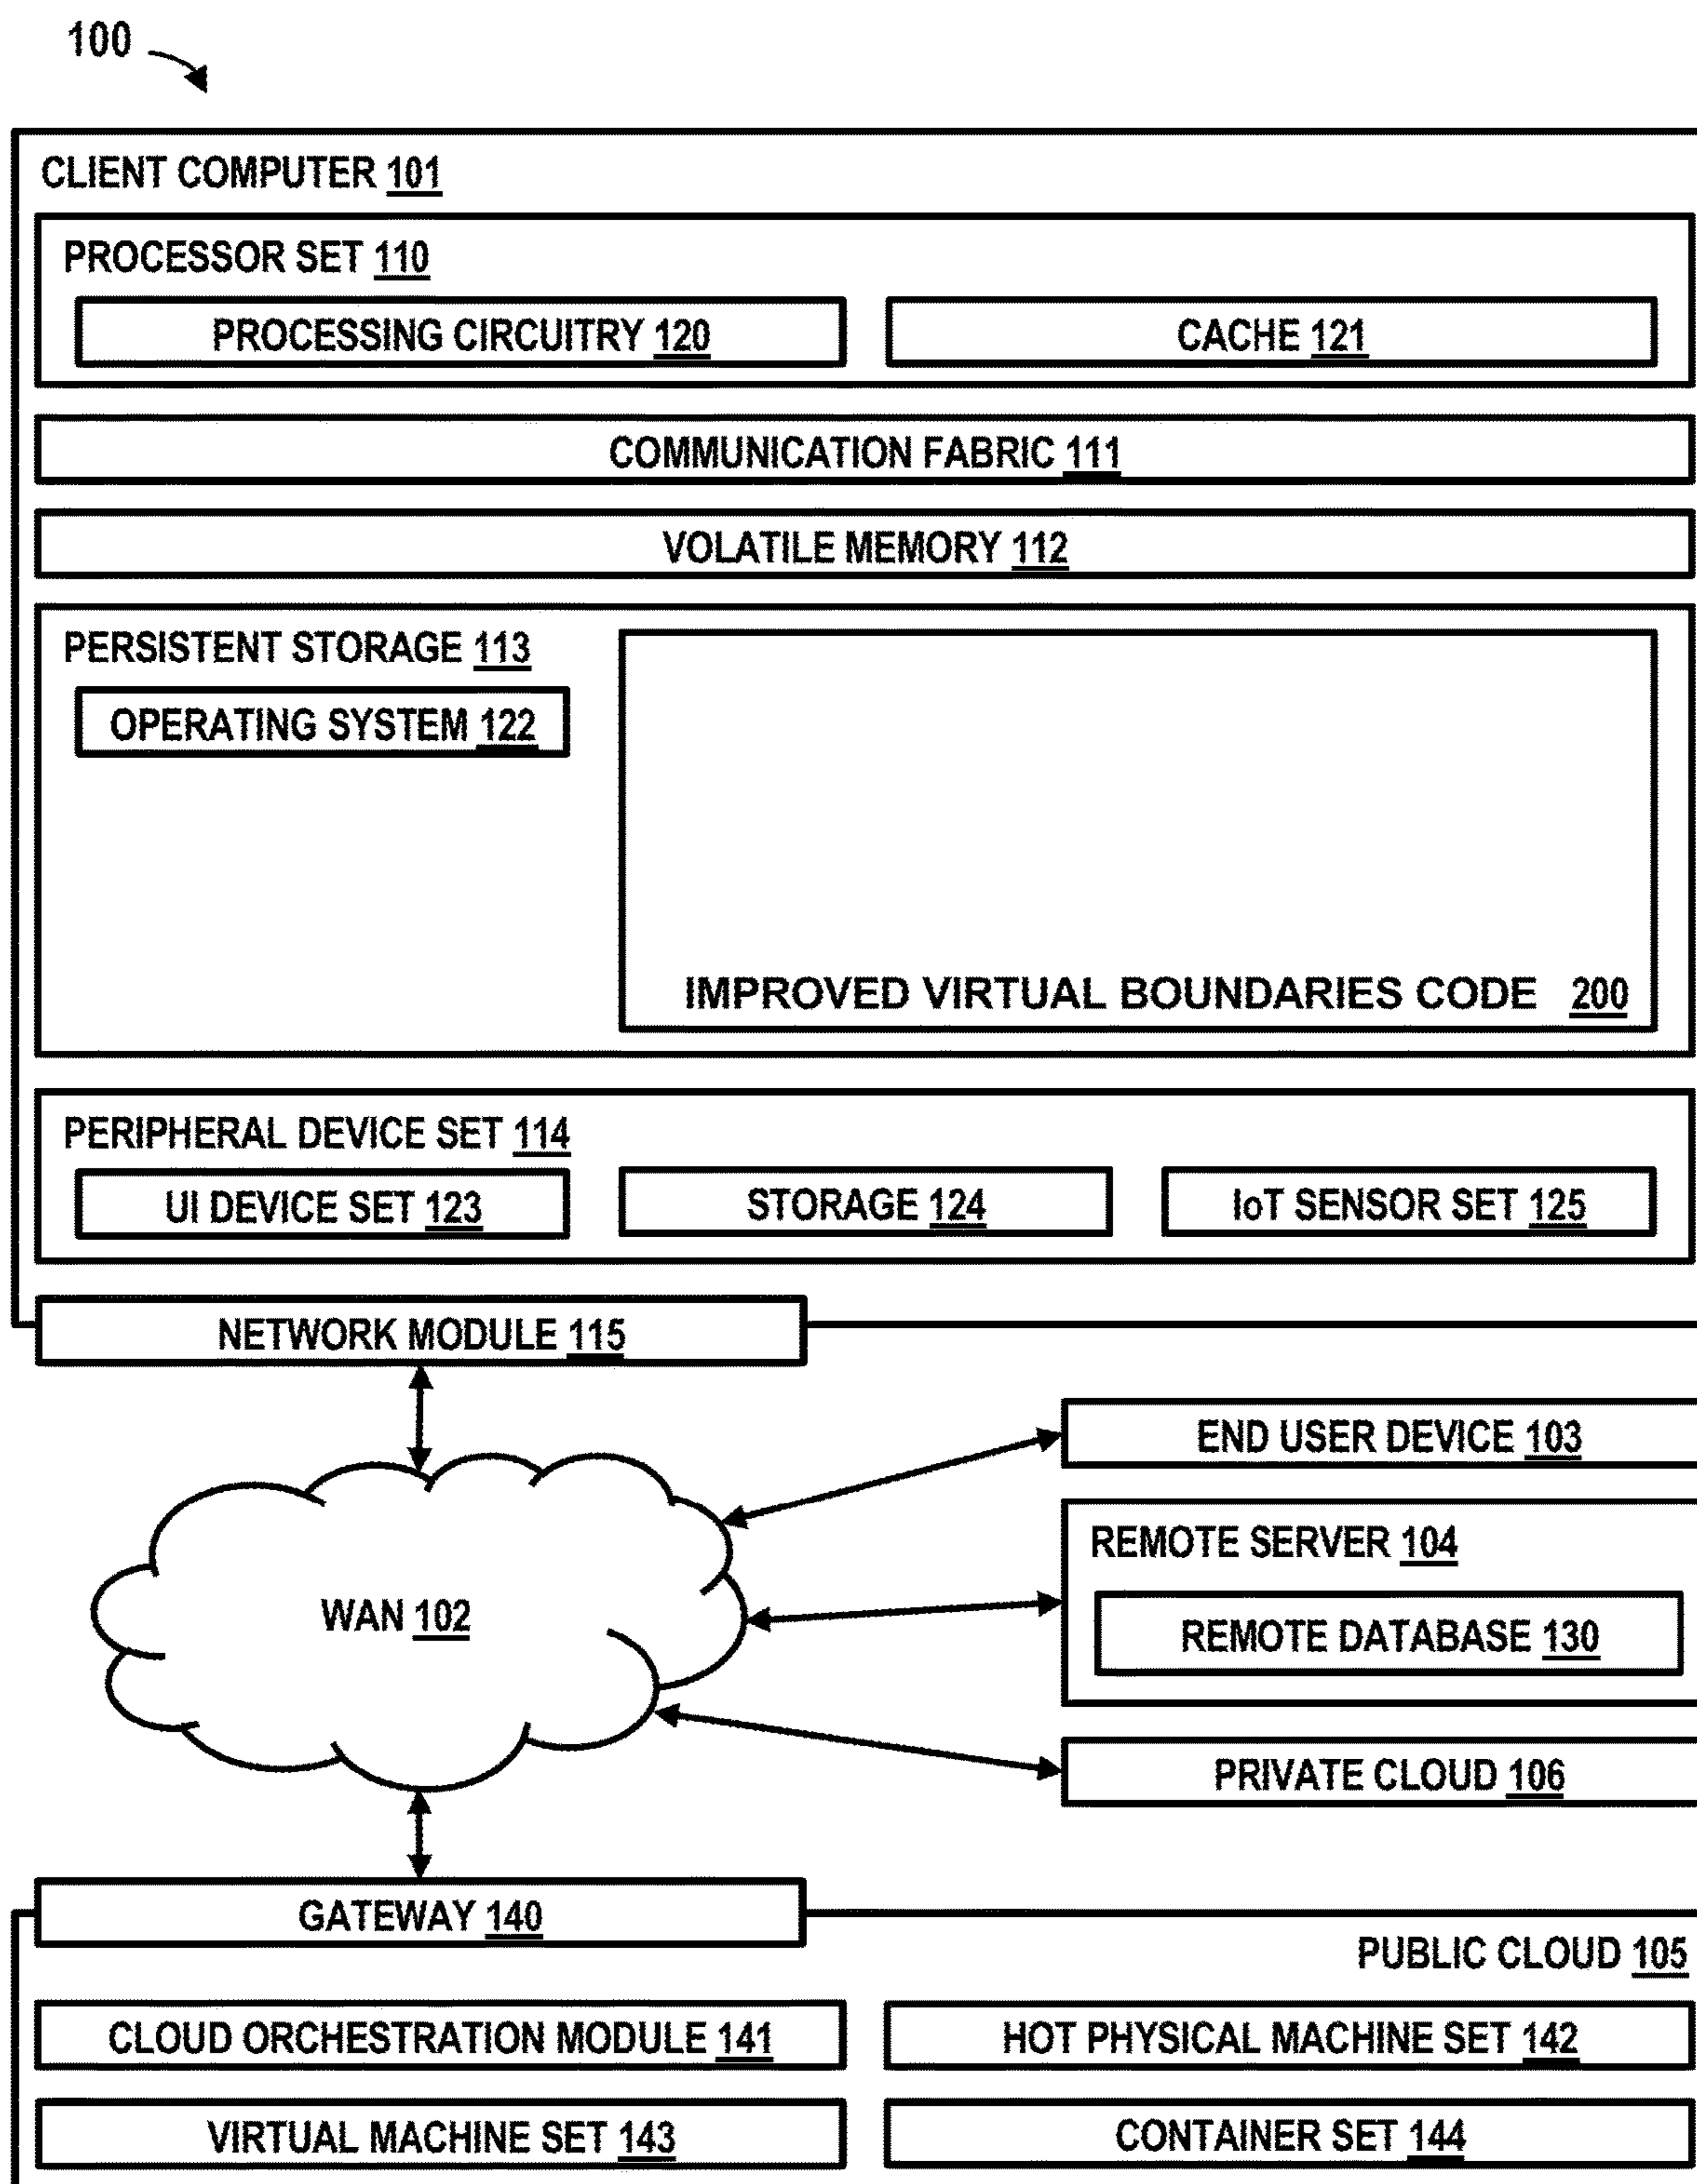 100
CLIENT COMPUTER 101
PROCESSOR SET 110
PROCESSING CIRCUITRY 120
CACHE 121
COMMUNICATION FABRIC 111
VOLATILE MEMORY 112
PERSISTENT STORAGE 113
OPERATING SYSTEM 122
IMPROVED VIRTUAL BOUNDARIES CODE 200
PERIPHERAL DEVICE SET 114
UI DEVICE SET 123
STORAGE 124
IoT SENSOR SET 125
NETWORK MODULE 115
END USER DEVICE 103
REMOTE SERVER 104
WAN 102
REMOTE DATABASE 130
PRIVATE CLOUD 106
GATEWAY 140
PUBLIC CLOUD 105
CLOUD ORCHESTRATION MODULE 141
HOT PHYSICAL MACHINE SET 142
VIRTUAL MACHINE SET 143
CONTAINER SET 144